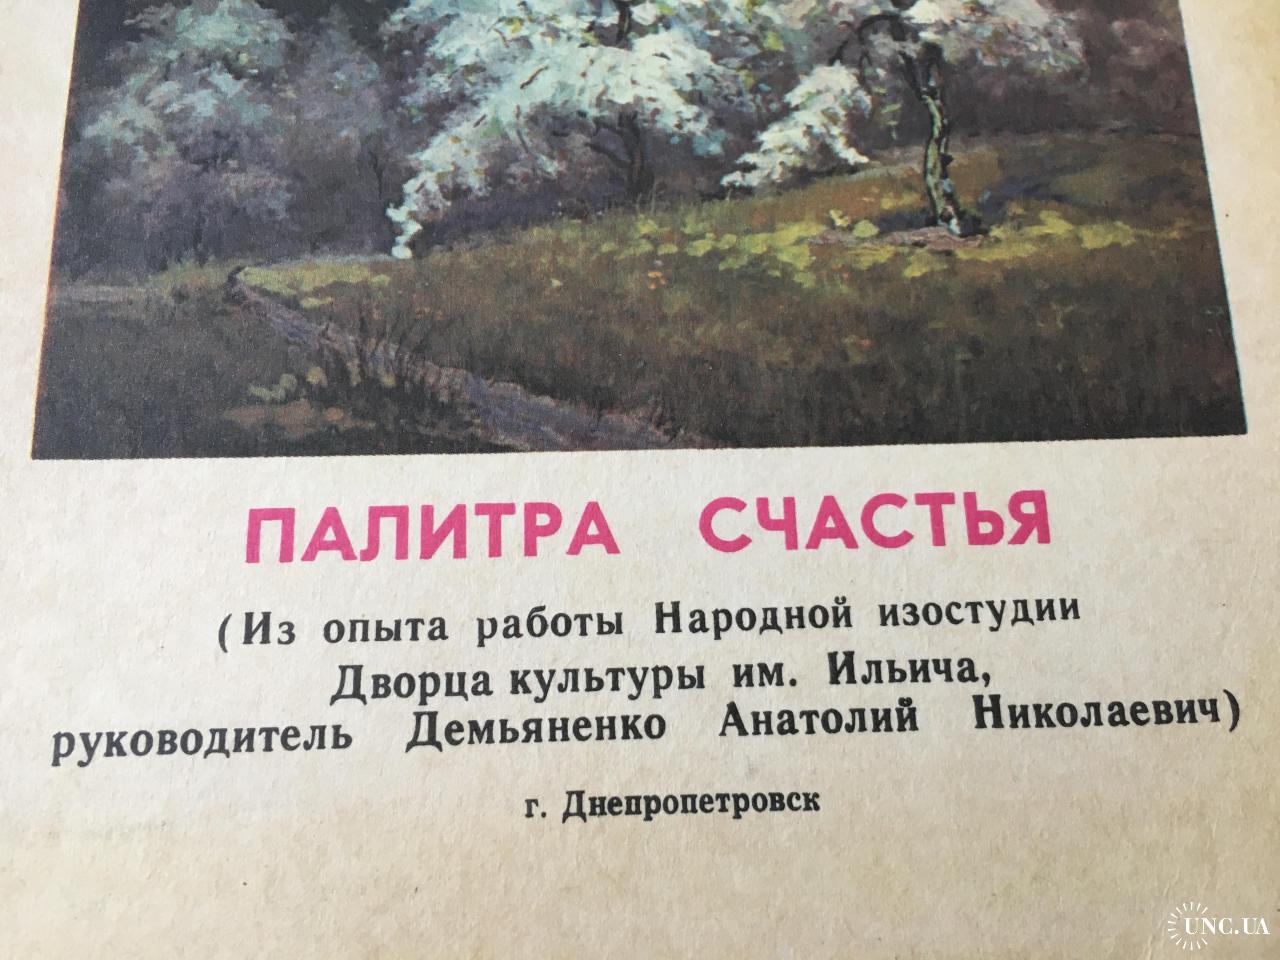 ПАЛИТРА СЧАСТЬЯ
(Из опыта работы Народной изостудии
Дворца культуры им. Ильича,
руководитель Демьяненко Анатолий Николаевич)
г. Днепропетровск
UNC.UA